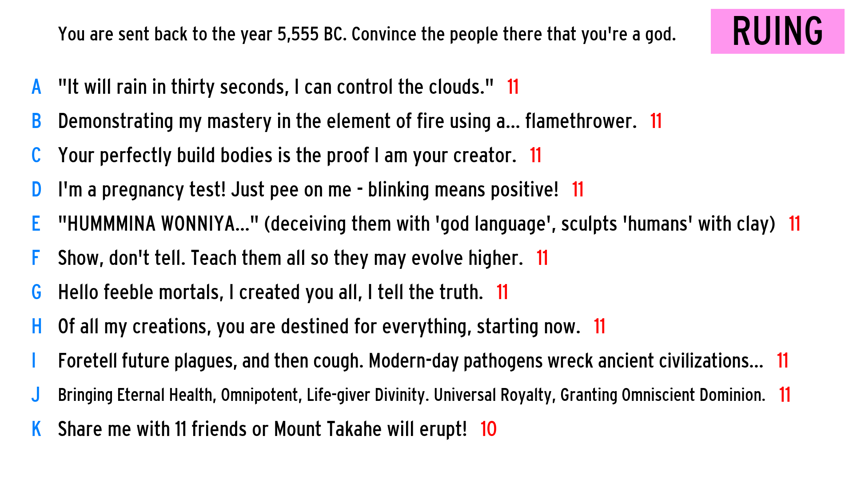 You are sent back to the year 5,555 BC. Convince the people there that you're a god.
RUING
A "It will rain in thirty seconds, I can control the clouds." 11
B Demonstrating my mastery in the element of fire using a... flamethrower. 11
C Your perfectly build bodies is the proof I am your creator. 11
D I'm a pregnancy test! Just pee on me - blinking means positive! 11
E "HUMMMINA WONNIYA..." (deceiving them with 'god language', sculpts 'humans' with clay) 11
F Show, don't tell. Teach them all so they may evolve higher. 11
G Hello feeble mortals, I created you all, I tell the truth. 11
H Of all my creations, you are destined for everything, starting now. 11
I Foretell future plagues, and then cough. Modern-day pathogens wreck ancient civilizations... 11
J Bringing Eternal Health, Omnipotent, Life-giver Divinity. Universal Royalty, Granting Omniscient Dominion. 11
K Share me with 11 friends or Mount Takahe will erupt! 10